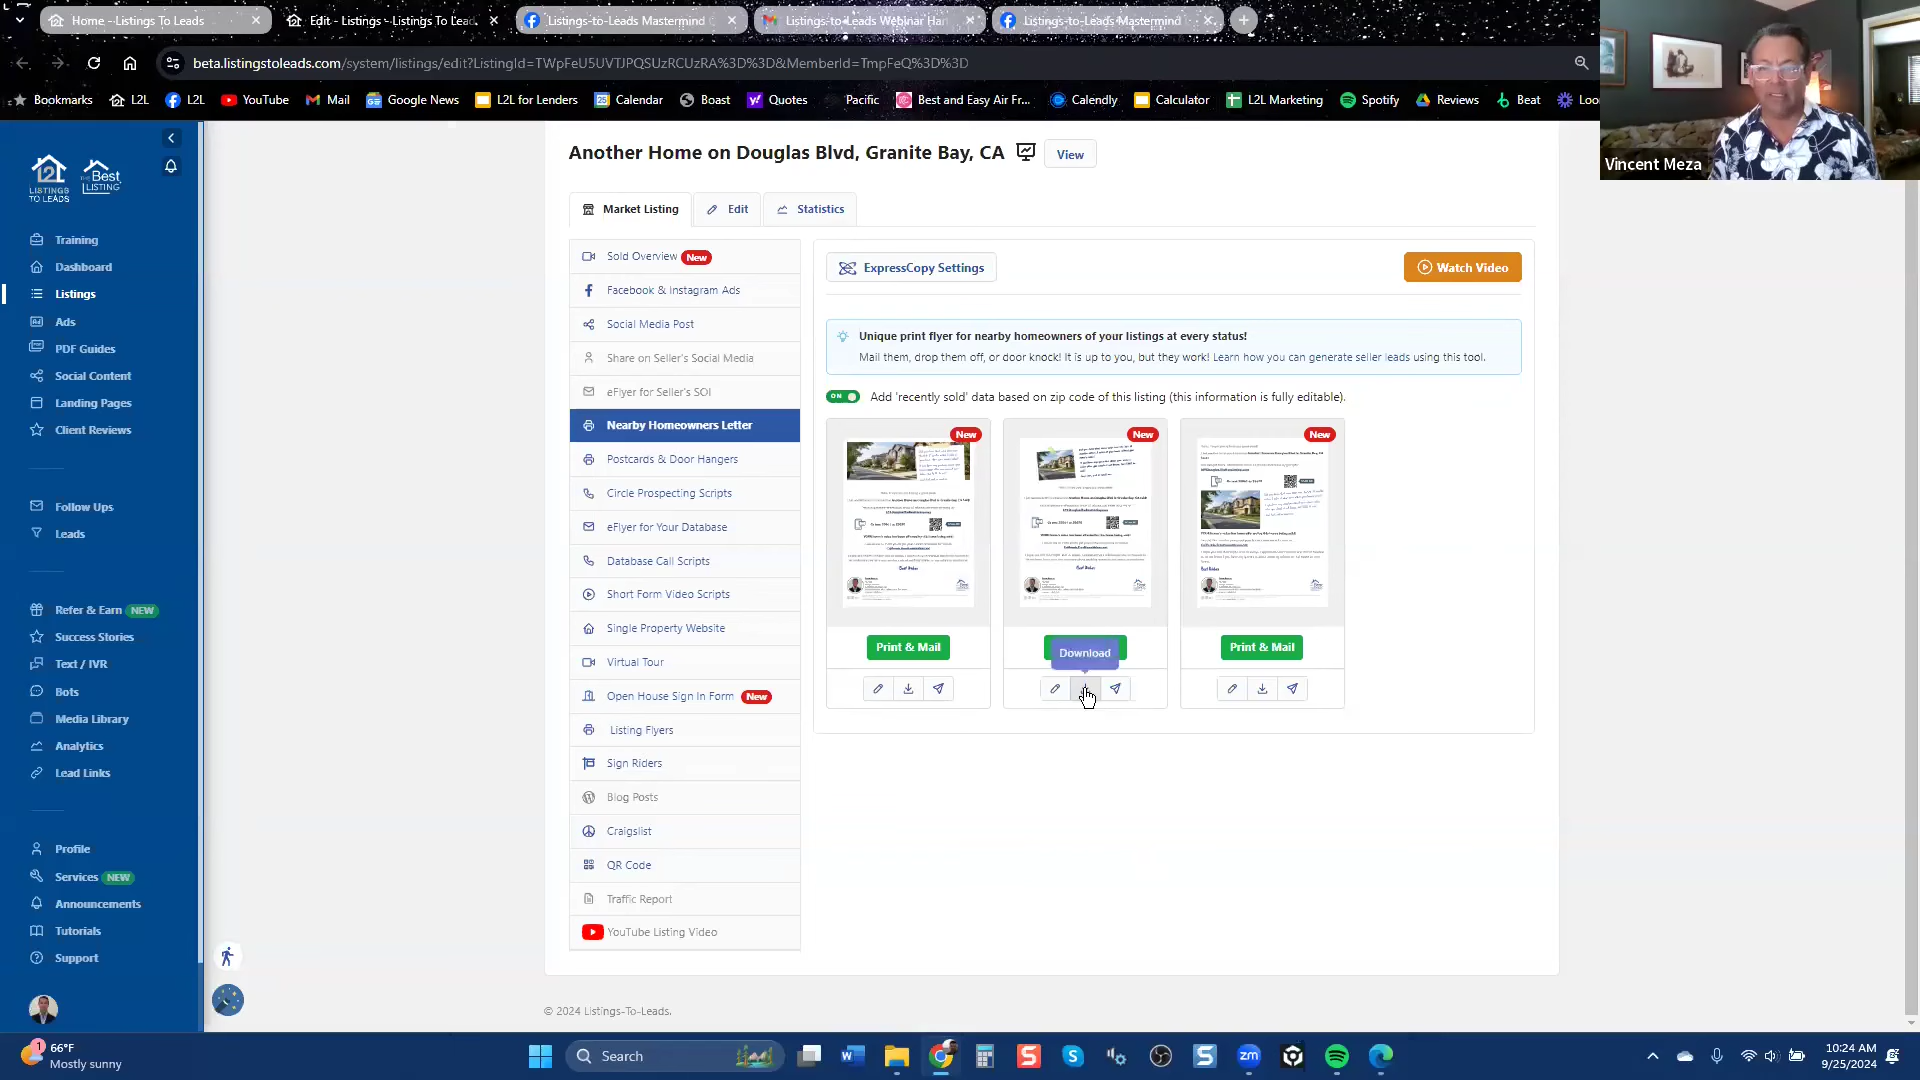 Home - Listings To Leads
Edit - Listings - Listings To Lead
Listings-to-Leads Mastermind
Listings-to-Leads Webinar Han
Listings-to-Leads Mastermind
beta.listingstoleads.com/system/listings/edit?ListingId=TWpFeU5UVTJPQSUzRCUzRA%3D%3D&MemberId=TmpFeQ%3D%3D
Bookmarks
L2L
L2L
YouTube
Mail
Google News
L2L for Lenders
Calendar
Boast
Quotes
Pacific
Best and Easy Air Fr...
Calendly
Calculator
L2L Marketing
Spotify
Reviews
Beat
Loo
Vincent Meza
L2L
LISTINGS
TO LEADS
THE Best
LISTING
Training
Dashboard
Listings
Ads
PDF Guides
Social Content
Landing Pages
Client Reviews
Follow Ups
Leads
Refer & Earn NEW
Success Stories
Text / IVR
Bots
Media Library
Analytics
Lead Links
Profile
Services NEW
Announcements
Tutorials
Support
Another Home on Douglas Blvd, Granite Bay, CA
View
Market Listing
Edit
Statistics
Sold Overview New
Facebook & Instagram Ads
Social Media Post
Share on Seller's Social Media
eFlyer for Seller's SOI
Nearby Homeowners Letter
Postcards & Door Hangers
Circle Prospecting Scripts
eFlyer for Your Database
Database Call Scripts
Short Form Video Scripts
Single Property Website
Virtual Tour
Open House Sign In Form New
Listing Flyers
Sign Riders
Blog Posts
Craigslist
QR Code
Traffic Report
YouTube Listing Video
ExpressCopy Settings
Watch Video
Unique print flyer for nearby homeowners of your listings at every status!
Mail them, drop them off, or door knock! It is up to you, but they work! Learn how you can generate seller leads using this tool.
ON
Add 'recently sold' data based on zip code of this listing (this information is fully editable).
New
New
New
Print & Mail
Download
Print & Mail
© 2024 Listings-To-Leads.
1
66°F
Mostly sunny
Search
zm
10:24 AM
9/25/2024